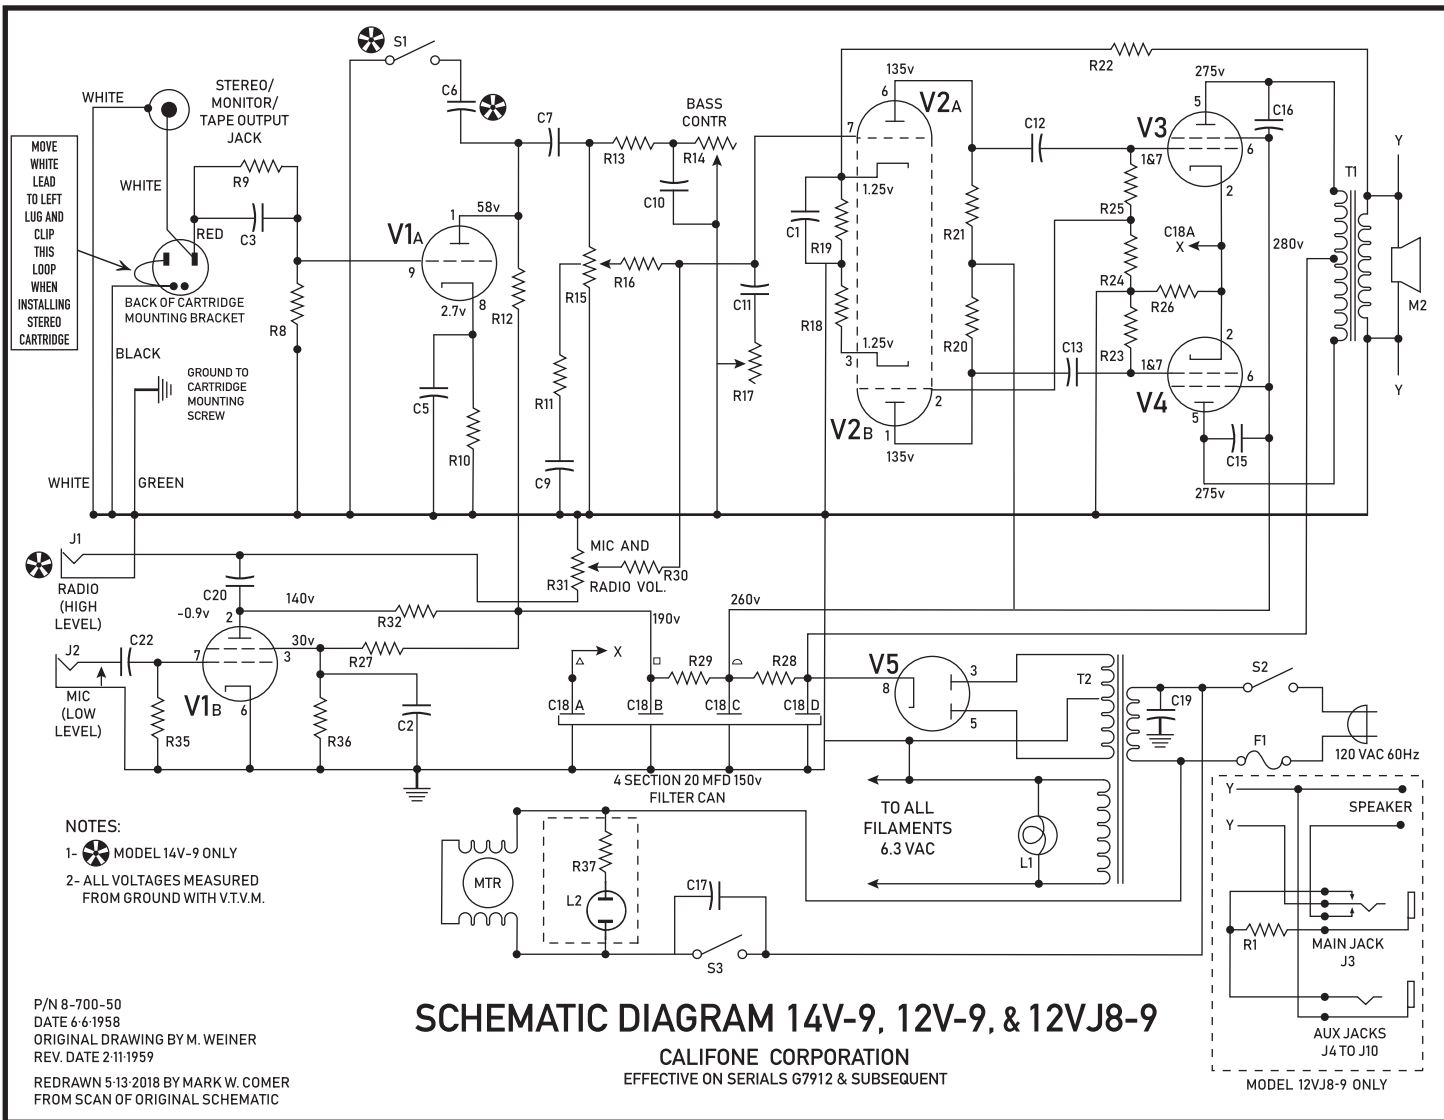 S1
STEREO/
MONITOR/
TAPE OUTPUT
JACK
WHITE
MOVE
WHITE
LEAD
TO LEFT
LUG AND
CLIP
THIS
LOOP
WHEN
INSTALLING
STEREO
CARTRIDGE
WHITE
RED
R9
C3
BACK OF CARTRIDGE
MOUNTING BRACKET
BLACK
GROUND TO
CARTRIDGE
MOUNTING
SCREW
WHITE
GREEN
R8
C6
C7
V1A
1
58v
9
8
2.7v
R12
C5
R10
R13
BASS
CONTR
R14
C10
R15
R16
R11
C9
C11
R17
135v
6
V2A
7
1.25v
C1
R19
R18
1.25v
3
2
V2B
1
135v
R21
R20
C12
C13
R22
275v
5
V3
1&7
6
2
C16
R25
R24
R23
C18A
X
R26
280v
2
1&7
6
V4
5
C15
275v
T1
Y
M2
Y
J1
RADIO
(HIGH
LEVEL)
J2
MIC
(LOW
LEVEL)
C22
C20
-0.9v
2
140v
7
3
30v
V1B
6
R35
R36
C2
R32
R27
R31
MIC AND
RADIO VOL.
R30
190v
260v
X
R29
R28
C18 A
C18 B
C18 C
C18 D
4 SECTION 20 MFD 150v
FILTER CAN
V5
8
3
5
T2
C19
S2
F1
120 VAC 60Hz
TO ALL
FILAMENTS
6.3 VAC
L1
MTR
R37
L2
C17
S3
Y
SPEAKER
Y
R1
MAIN JACK
J3
AUX JACKS
J4 TO J10
MODEL 12VJ8-9 ONLY
NOTES:
1- MODEL 14V-9 ONLY
2- ALL VOLTAGES MEASURED
FROM GROUND WITH V.T.V.M.
P/N 8-700-50
DATE 6-6-1958
ORIGINAL DRAWING BY M. WEINER
REV. DATE 2-11-1959
REDRAWN 5-13-2018 BY MARK W. COMER
FROM SCAN OF ORIGINAL SCHEMATIC
SCHEMATIC DIAGRAM 14V-9, 12V-9, & 12VJ8-9
CALIFONE CORPORATION
EFFECTIVE ON SERIALS G7912 & SUBSEQUENT